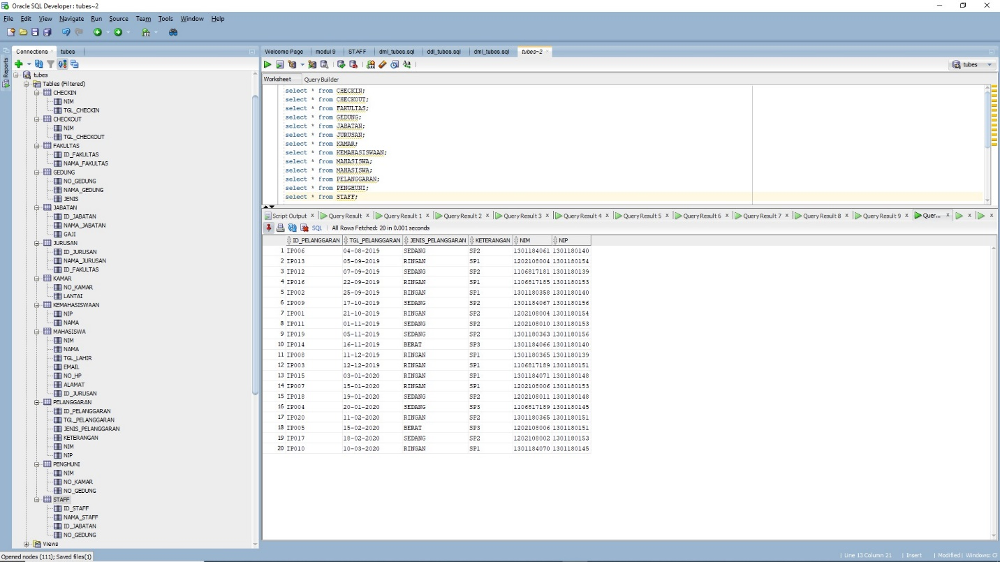 Oracle SQL Developer : tubes~2
File Edit View Navigate Run Source Team Tools Window Help
Connections tubes
Reports
tubes
Tables (Filtered)
CHECKIN
NIM
TGL_CHECKIN
CHECKOUT
NIM
TGL_CHECKOUT
FAKULTAS
ID_FAKULTAS
NAMA_FAKULTAS
GEDUNG
NO_GEDUNG
NAMA_GEDUNG
JENIS
JABATAN
ID_JABATAN
NAMA_JABATAN
GAJI
JURUSAN
ID_JURUSAN
NAMA_JURUSAN
ID_FAKULTAS
KAMAR
NO_KAMAR
LANTAI
KEMAHASISWAAN
NIP
NAMA
MAHASISWA
NIM
NAMA
TGL_LAHIR
EMAIL
NO_HP
ALAMAT
ID_JURUSAN
PELANGGARAN
ID_PELANGGARAN
TGL_PELANGGARAN
JENIS_PELANGGARAN
KETERANGAN
NIM
NIP
PENGHUNI
NIM
NO_KAMAR
NO_GEDUNG
STAFF
ID_STAFF
NAMA_STAFF
ID_JABATAN
NO_GEDUNG
Views
Welcome Page modul 9 STAFF dml_tubes.sql ddl_tubes.sql dml_tubes.sql tubes~2
tubes
Worksheet Query Builder
select * from CHECKIN;
select * from CHECKOUT;
select * from FAKULTAS;
select * from GEDUNG;
select * from JABATAN;
select * from JURUSAN;
select * from KAMAR;
select * from KEMAHASISWAAN;
select * from MAHASISWA;
select * from MAHASISWA;
select * from PELANGGARAN;
select * from PENGHUNI;
select * from STAFF;
Script Output x Query Result x Query Result 1 x Query Result 2 x Query Result 3 x Query Result 4 x Query Result 5 x Query Result 6 x Query Result 7 x Query Result 8 x Query Result 9 x Quer... x x x
SQL | All Rows Fetched: 20 in 0.001 seconds
ID_PELANGGARAN TGL_PELANGGARAN JENIS_PELANGGARAN KETERANGAN NIM NIP
1 IP006 04-08-2019 SEDANG SP2 1301184061 1301180140
2 IP013 05-09-2019 RINGAN SP1 1202108004 1301180154
3 IP012 07-09-2019 SEDANG SP2 1106817181 1301180139
4 IP016 22-09-2019 RINGAN SP1 1106817185 1301180153
5 IP002 25-09-2019 RINGAN SP1 1301180358 1301180140
6 IP009 17-10-2019 SEDANG SP2 1301184067 1301180156
7 IP001 21-10-2019 RINGAN SP2 1202108004 1301180154
8 IP011 01-11-2019 SEDANG SP2 1202108010 1301180153
9 IP019 05-11-2019 SEDANG SP2 1301180363 1301180156
10 IP014 16-11-2019 BERAT SP3 1301184066 1301180140
11 IP008 11-12-2019 RINGAN SP1 1301180365 1301180139
12 IP003 12-12-2019 RINGAN SP1 1106817189 1301180151
13 IP015 03-01-2020 RINGAN SP1 1301184071 1301180148
14 IP007 15-01-2020 RINGAN SP1 1202108006 1301180153
15 IP018 19-01-2020 SEDANG SP2 1202108011 1301180148
16 IP004 20-01-2020 SEDANG SP3 1106817189 1301180145
17 IP020 11-02-2020 RINGAN SP2 1301180365 1301180151
18 IP005 15-02-2020 BERAT SP3 1202108006 1301180151
19 IP017 18-02-2020 SEDANG SP2 1202108002 1301180153
20 IP010 10-03-2020 RINGAN SP1 1301184070 1301180145
Opened nodes (111); Saved files(1)
| Line 13 Column 21 | Insert | Modified | Windows: Cl